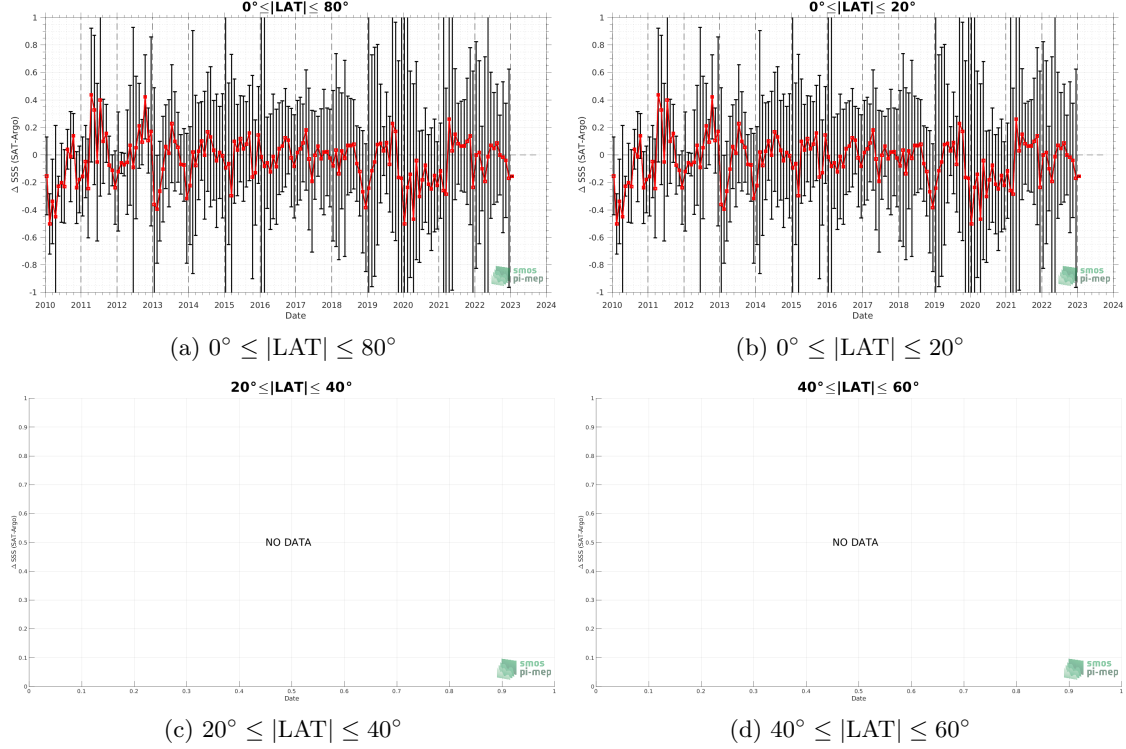 0°≤|LAT|≤ 80°
Δ SSS (SAT-Argo)
1
0.8
0.6
0.4
0.2
0
-0.2
-0.4
-0.6
-0.8
-1
2010 2011 2012 2013 2014 2015 2016 2017 2018 2019 2020 2021 2022 2023 2024
Date
smos
pi-mep
(a) 0° ≤ |LAT| ≤ 80°
0°≤|LAT|≤ 20°
Δ SSS (SAT-Argo)
1
0.8
0.6
0.4
0.2
0
-0.2
-0.4
-0.6
-0.8
-1
2010 2011 2012 2013 2014 2015 2016 2017 2018 2019 2020 2021 2022 2023 2024
Date
smos
pi-mep
(b) 0° ≤ |LAT| ≤ 20°
20°≤|LAT|≤ 40°
Δ SSS (SAT-Argo)
1
0.9
0.8
0.7
0.6
0.5
0.4
0.3
0.2
0.1
0
NO DATA
0 0.1 0.2 0.3 0.4 0.5 0.6 0.7 0.8 0.9 1
Date
smos
pi-mep
(c) 20° ≤ |LAT| ≤ 40°
40°≤|LAT|≤ 60°
Δ SSS (SAT-Argo)
1
0.9
0.8
0.7
0.6
0.5
0.4
0.3
0.2
0.1
0
NO DATA
0 0.1 0.2 0.3 0.4 0.5 0.6 0.7 0.8 0.9 1
Date
smos
pi-mep
(d) 40° ≤ |LAT| ≤ 60°